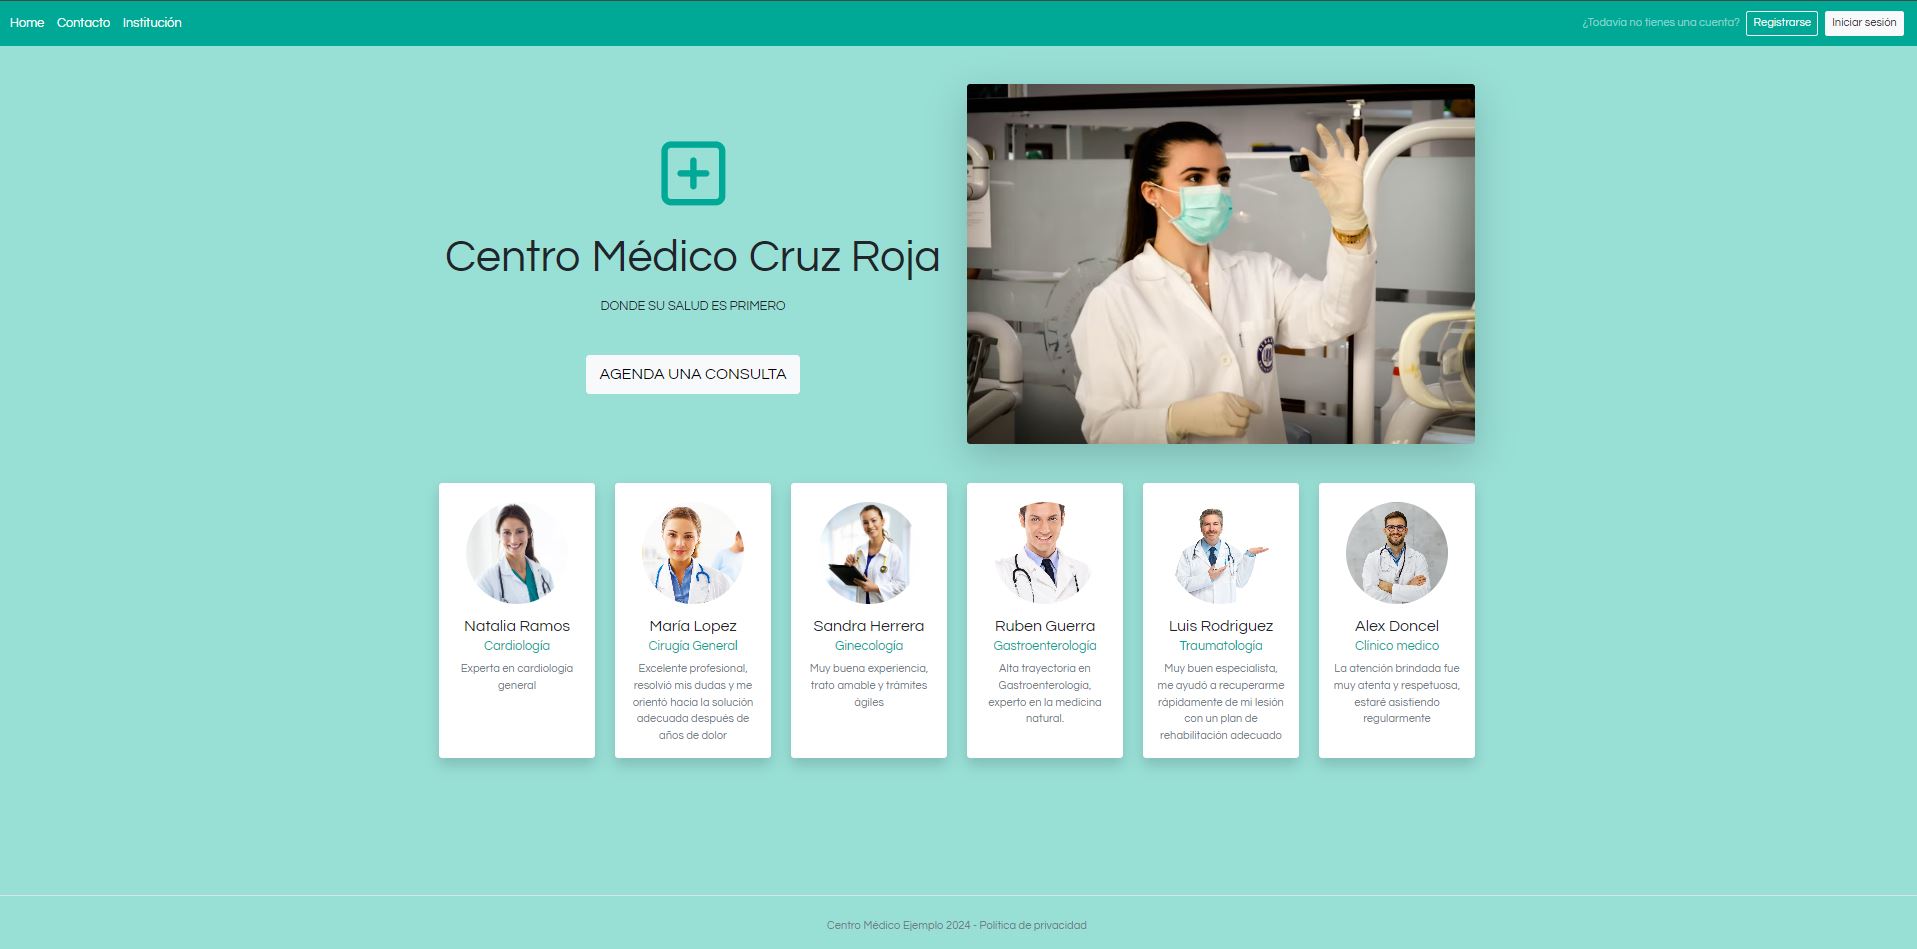 Home Contacto Institución
¿Todavía no tienes una cuenta? Registrarse Iniciar sesión
Centro Médico Cruz Roja
DONDE SU SALUD ES PRIMERO
AGENDA UNA CONSULTA
Natalia Ramos
Cardiología
Experta en cardiología
general
María Lopez
Cirugía General
Excelente profesional,
resolvió mis dudas y me
orientó hacia la solución
adecuada después de
años de dolor
Sandra Herrera
Ginecología
Muy buena experiencia,
trato amable y trámites
ágiles
Ruben Guerra
Gastroenterología
Alta trayectoria en
Gastroenterología,
experto en la medicina
natural.
Luis Rodriguez
Traumatología
Muy buen especialista,
me ayudó a recuperarme
rápidamente de mi lesión
con un plan de
rehabilitación adecuado
Alex Doncel
Clínico medico
La atención brindada fue
muy atenta y respetuosa,
estaré asistiendo
regularmente
Centro Médico Ejemplo 2024 - Política de privacidad